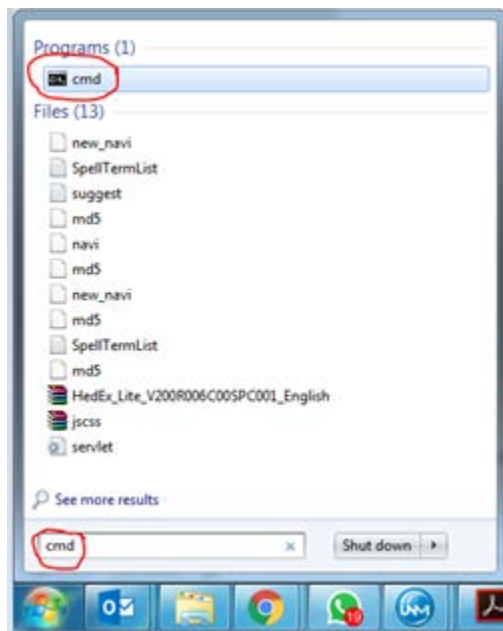 Programs (1)
cmd
Files (13)
new_navi
SpellTermList
suggest
md5
navi
md5
new_navi
md5
SpellTermList
md5
HedEx_Lite_V200R006C00SPC001_English
jscss
servlet
See more results
cmd
Shut down
19